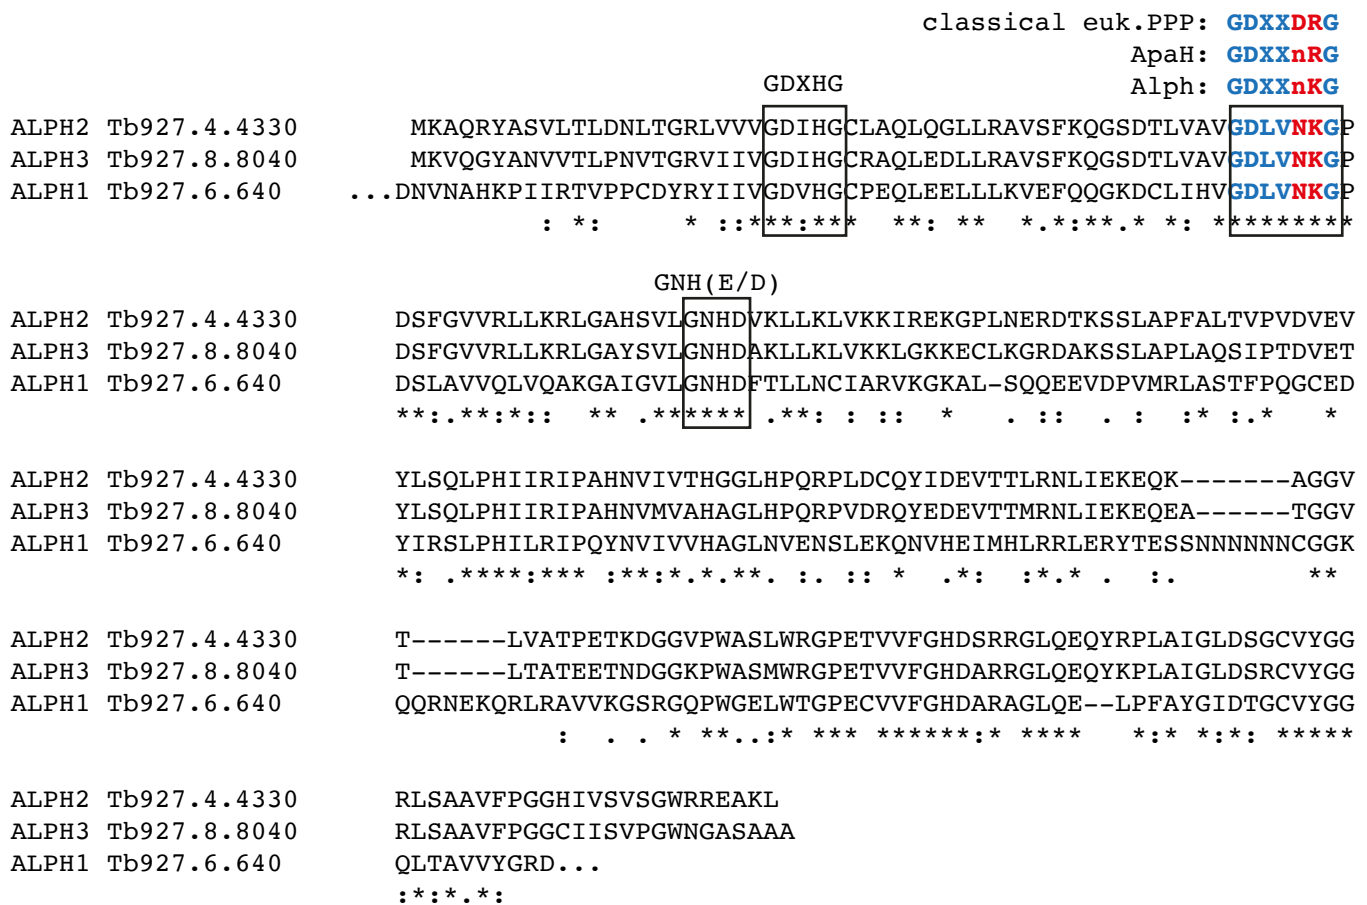 classical euk.PPP: GDXXDRG
ApaH: GDXXnRG
GDXHG Alph: GDXXnKG
ALPH2 Tb927.4.4330 MKAQRYASVLTLDNLTGRLVVVGDIHGCLAQLQGLLRAVSFKQGSDTLVAVGDLVNKGP
ALPH3 Tb927.8.8040 MKVQGYANVVTLPNVTGRVIIVGDIHGCRAQLEDLLRAVSFKQGSDTLVAVGDLVNKGP
ALPH1 Tb927.6.640 ...DNVNAHKPIIRTVPPCDYRYIIVGDVHGCPEQLEELLLKVEFQQGKDCLIHVGDLVNKGP
: *: * ::***:**** **: ** *.*:**.* *: ********
GNH(E/D)
ALPH2 Tb927.4.4330 DSFGVVRLLKRLGAHSVLGNHDVKLLKLVKKIREKGPLNERDTKSSLAPFALTVPVDVEV
ALPH3 Tb927.8.8040 DSFGVVRLLKRLGAYSVLGNHDAKLLKLVKKLGKKECLKGRDAKSSLAPLAQSIPTDVET
ALPH1 Tb927.6.640 DSLAVVQLVQAKGAIGVLGNHDFTLLNCIARVKGKAL-SQQEEVDPVMRLASTFPQGCED
**:.**:*:: ** .****** .**: : :: * . :: . : :* :.* *
ALPH2 Tb927.4.4330 YLSQLPHIIRIPAHNVIVTHGGLHPQRPLDCQYIDEVTTLRNLIEKEQK-------AGGV
ALPH3 Tb927.8.8040 YLSQLPHIIRIPAHNVMVAHAGLHPQRPVDRQYEDEVTTMRNLIEKEQEA------TGGV
ALPH1 Tb927.6.640 YIRSLPHILRIPQYNVIVVHAGLNVENSLEKQNVHEIMHLRRLERYTESSNNNNNNCGGK
*: .****:*** :**:*.*.**. :. :: * .*: :*.* . :. **
ALPH2 Tb927.4.4330 T------LVATPETKDGGVPWASLWRGPETVVFGHDSRRGLQEQYRPLAIGLDSGCVYGG
ALPH3 Tb927.8.8040 T------LTATEETNDGGKPWASMWRGPETVVFGHDARRGLQEQYKPLAIGLDSRCVYGG
ALPH1 Tb927.6.640 QQRNEKQRLRAVVKGSRGQPWGELWTGPECVVFGHDARAGLQE--LPFAYGIDTGCVYGG
: . . * **..:* *** ******:* **** *:* *:*: *****
ALPH2 Tb927.4.4330 RLSAAVFPGGHIVSVSGWRREAKL
ALPH3 Tb927.8.8040 RLSAAVFPGGCIISVPGWNGASAAA
ALPH1 Tb927.6.640 QLTAVVYGRD...
:*:*.*: